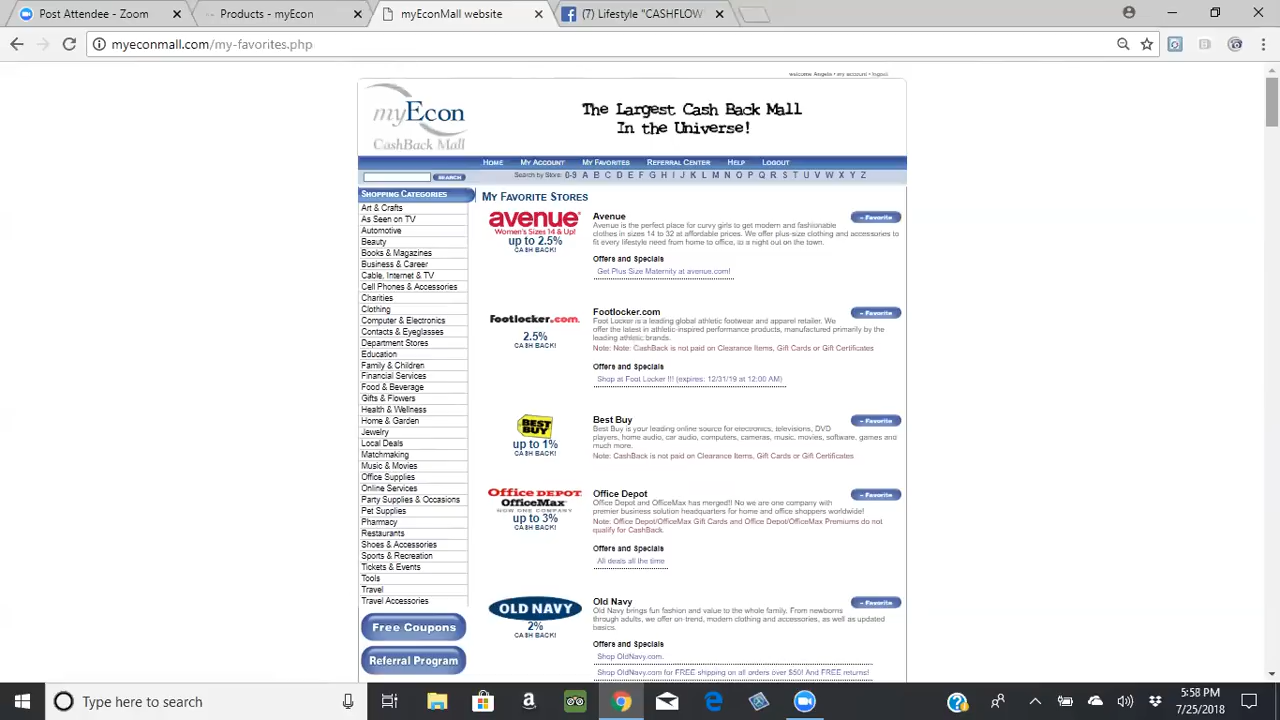 Zoom Download Center - Zoom
Products - myEcon
(7) LIVESTREAM "CASHFLOW
myeconmall.com/my-favorites.php
welcome Angela • my account • logout
myEcon
CashBack Mall
The Largest Cash Back Mall
In the Universe!
Home My Account My Favorites Referral Center Help Logout
SEARCH
Search by Store: 0-9 A B C D E F G H I J K L M N O P Q R S T U V W X Y Z
Shopping Categories
Art & Crafts
As Seen on TV
Automotive
Beauty
Books & Magazines
Business & Career
Cable, Internet & TV
Cell Phones & Accessories
Charities
Clothing
Computer & Electronics
Contacts & Eyeglasses
Department Stores
Education
Family & Children
Financial Services
Food & Beverage
Gifts & Flowers
Health & Wellness
Home & Garden
Jewelry
Local Deals
Matchmaking
Music & Movies
Office Supplies
Online Services
Party Supplies & Occasions
Pet Supplies
Pharmacy
Restaurants
Shoes & Accessories
Sports & Recreation
Tickets & Events
Tools
Travel
Travel Accessories
Free Coupons
Referral Program
My Favorite Stores
avenue
Women's Sizes 14 & Up!
up to 2.5%
CASH BACK!
Avenue
- Favorite
Avenue is the perfect place for curvy girls to get modern and fashionable
clothes in sizes 14 to 32 at affordable prices. We offer plus-size clothing and accessories to
fit every lifestyle need from home to office, to a night out on the town.
Offers and Specials
Get Plus Size Maternity at avenue.com!
Footlocker.com.
2.5%
CASH BACK!
Footlocker.com
- Favorite
Foot Locker is a leading global athletic footwear and apparel retailer. We
offer the latest in athletic-inspired performance products, manufactured primarily by the
leading athletic brands.
Note: Note: CashBack is not paid on Clearance Items, Gift Cards or Gift Certificates
Offers and Specials
Shop at Foot Locker !!! (expires: 12/31/19 at 12:00 AM)
BEST
BUY
up to 1%
CASH BACK!
Best Buy
- Favorite
Best Buy is your leading online source for electronics, televisions, DVD
players, home audio, car audio, computers, cameras, music, movies, software, games and
much more.
Note: CashBack is not paid on Clearance Items, Gift Cards or Gift Certificates
Office DEPOT.
OfficeMax
NOW ONE COMPANY
up to 3%
CASH BACK!
Office Depot
- Favorite
Office Depot and OfficeMax has merged!! No we are one company with
premier business solution headquarters for home and office shoppers worldwide!
Note: Office Depot/OfficeMax Gift Cards and Office Depot/OfficeMax Premiums do not
qualify for CashBack.
Offers and Specials
All deals all the time
OLD NAVY
2%
CASH BACK!
Old Navy
- Favorite
Old Navy brings fun fashion and value to the whole family. From newborns
through adults, we offer on-trend, modern clothing and accessories, as well as updated
basics.
Offers and Specials
Shop OldNavy.com.
Shop OldNavy.com for FREE shipping on all orders over $50! And FREE returns!
Type here to search
3:58 PM
7/25/2018